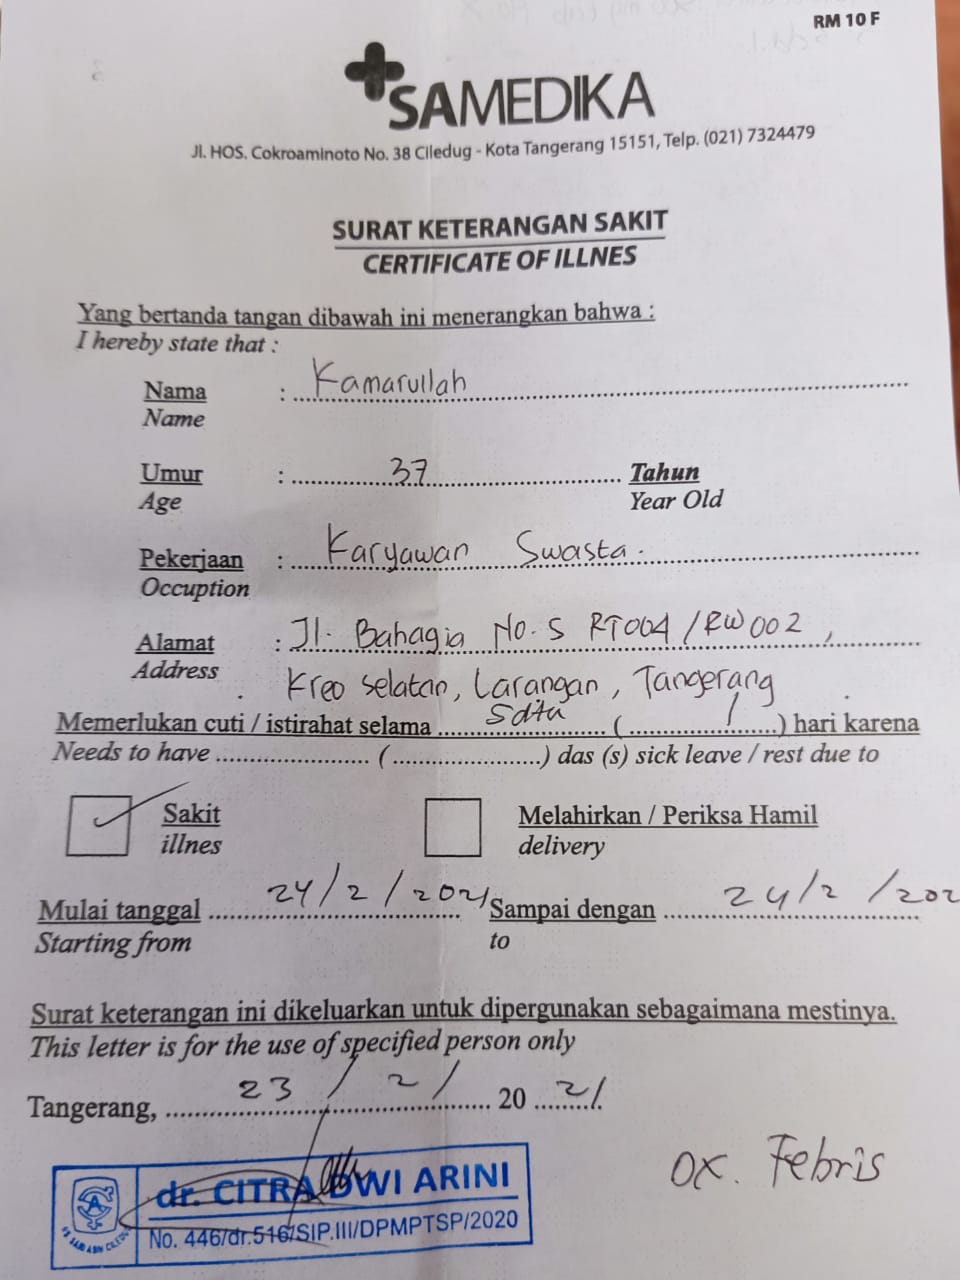 RM 10 F
SAMEDIKA
Jl. HOS. Cokroaminoto No. 38 Ciledug - Kota Tangerang 15151, Telp. (021) 7324479
SURAT KETERANGAN SAKIT
CERTIFICATE OF ILLNES
Yang bertanda tangan dibawah ini menerangkan bahwa :
I hereby state that :
Nama : Kamarullah
Name
Umur : 37 Tahun
Age Year Old
Pekerjaan : Karyawan Swasta.
Occuption
Alamat : Jl. Bahagia No. 5 RT004 / RW002,
Address Kreo Selatan, Larangan, Tangerang
Memerlukan cuti / istirahat selama Satu ( 1 ) hari karena
Needs to have ...................... ( ...................... ) das (s) sick leave / rest due to
Sakit Melahirkan / Periksa Hamil
illnes delivery
Mulai tanggal 24/2/2021 Sampai dengan 24/2/202
Starting from to
Surat keterangan ini dikeluarkan untuk dipergunakan sebagaimana mestinya.
This letter is for the use of specified person only
Tangerang, 23 / 2 / 20 21
dr. CITRA DWI ARINI
No. 446/dr.516/SIP.III/DPMPTSP/2020
DX. Febris